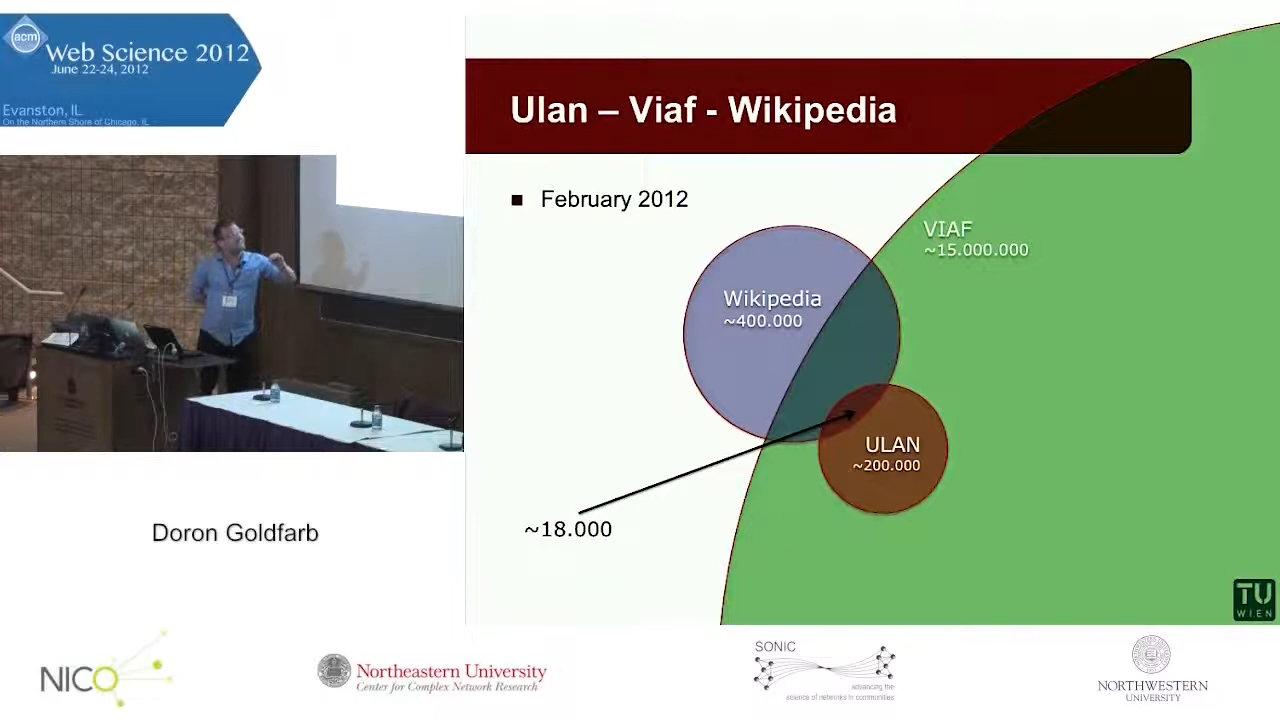 acm
Web Science 2012
June 22-24, 2012
Evanston, IL
On the Northern Shore of Chicago, IL
Ulan – Viaf - Wikipedia
February 2012
VIAF
~15.000.000
Wikipedia
~400.000
ULAN
~200.000
~18.000
Doron Goldfarb
TU
WIEN
NICO
Northeastern University
Center for Complex Network Research
SONIC
advancing the
science of networks in communities
NORTHWESTERN
UNIVERSITY